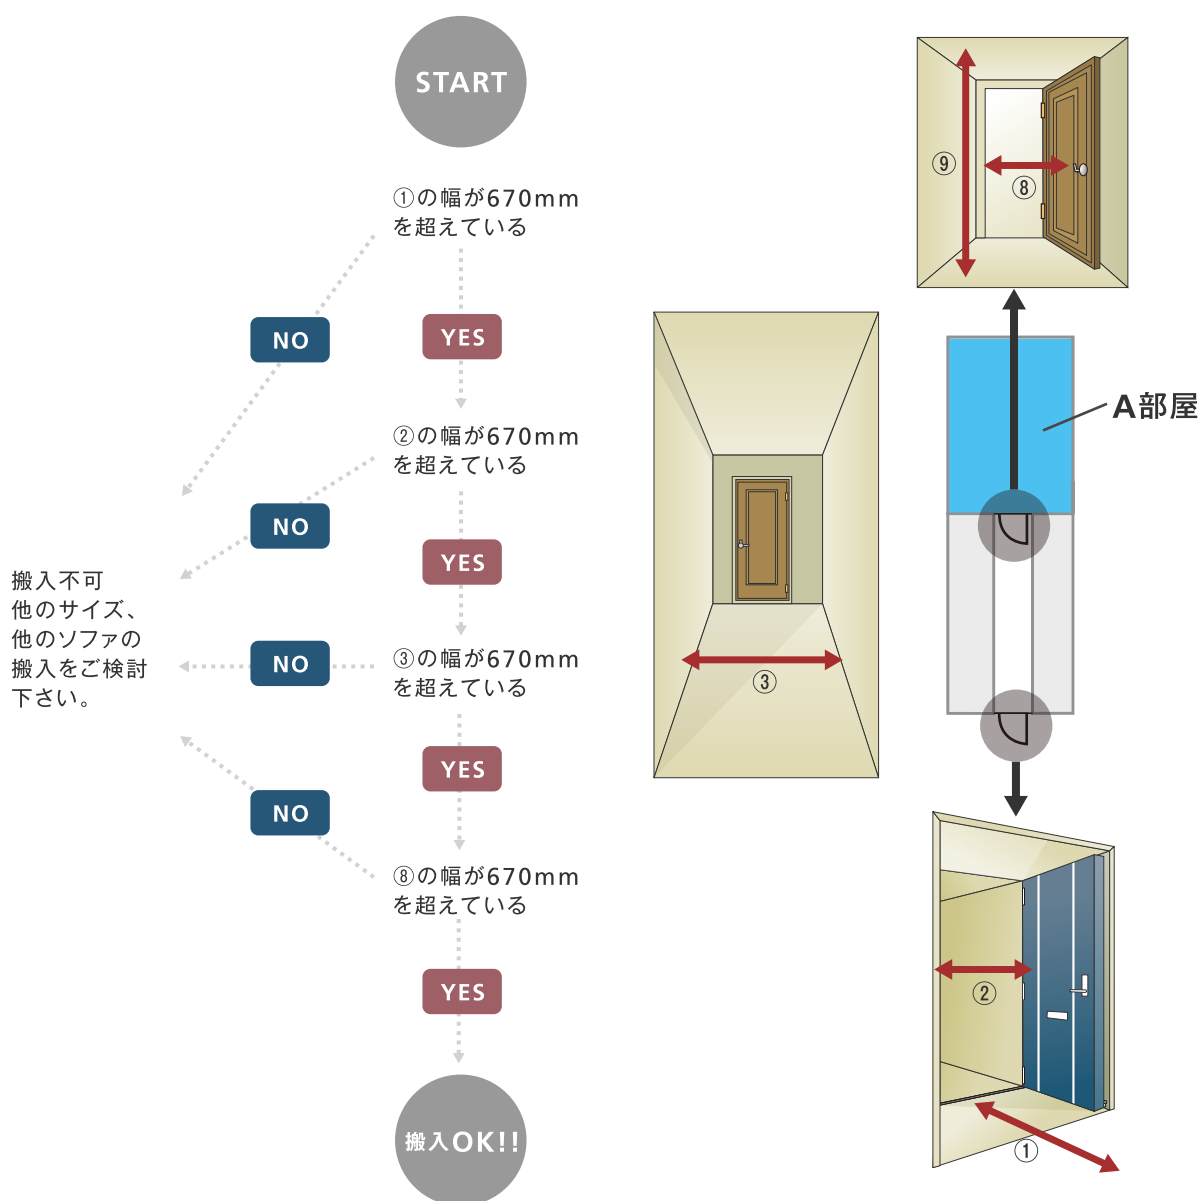 START
①の幅が670mm
を超えている
NO
YES
②の幅が670mm
を超えている
NO
YES
搬入不可
他のサイズ、
他のソファの
搬入をご検討
下さい。
③の幅が670mm
を超えている
NO
YES
⑧の幅が670mm
を超えている
NO
YES
搬入OK!!
③
⑨
⑧
A部屋
②
①